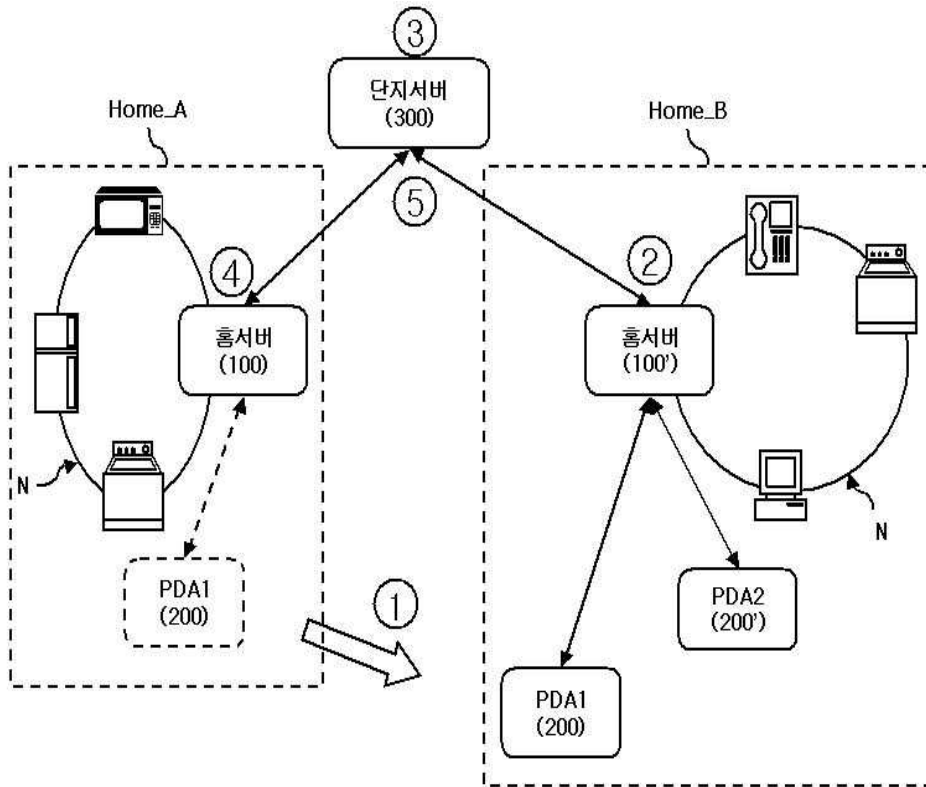 ③
단지서버
(300)
Home_A
Home_B
⑤
④
②
홈서버
(100)
홈서버
(100')
N
N
PDA1
(200)
①
PDA2
(200')
PDA1
(200)